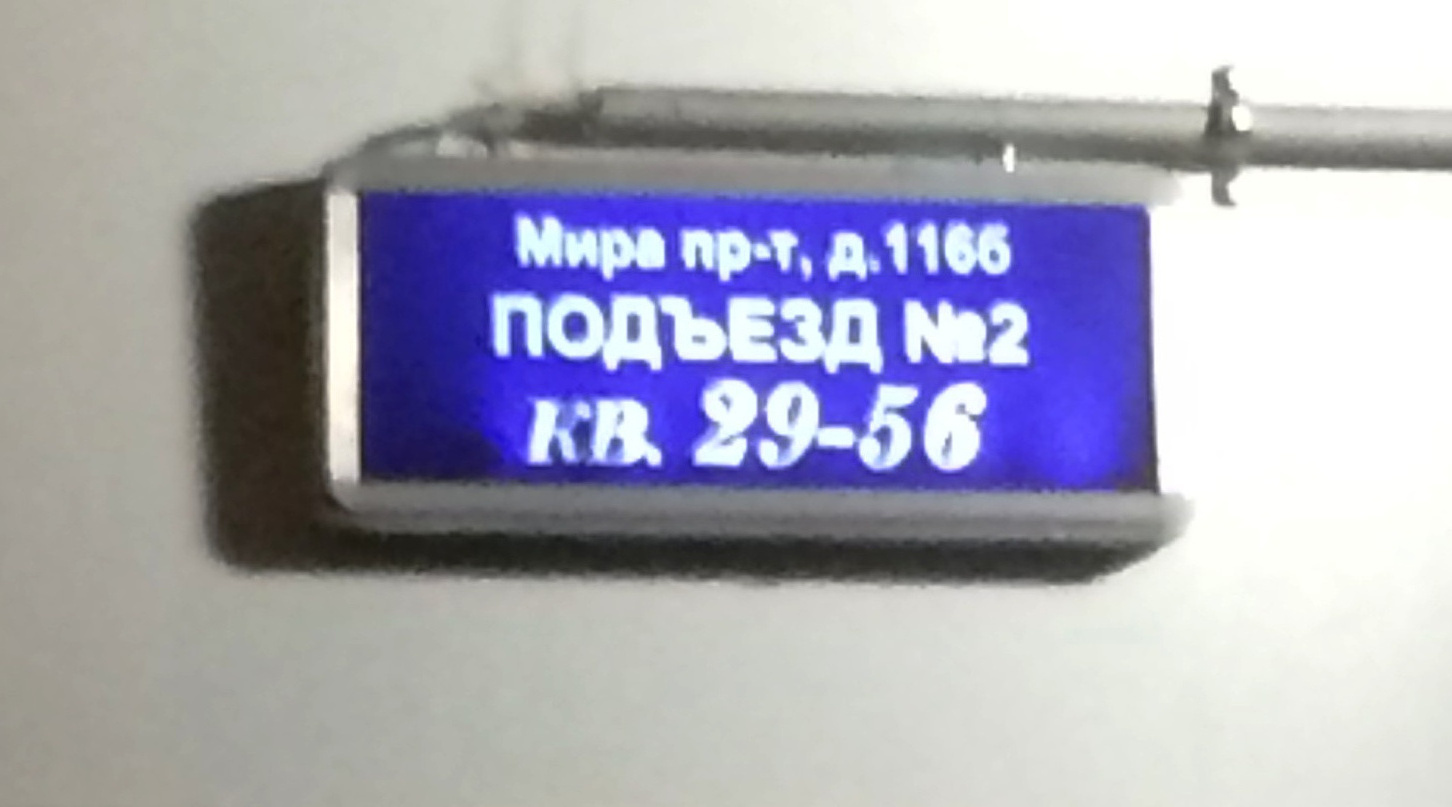 Мира пр-т, д.116б
ПОДЪЕЗД №2
кв. 29-56